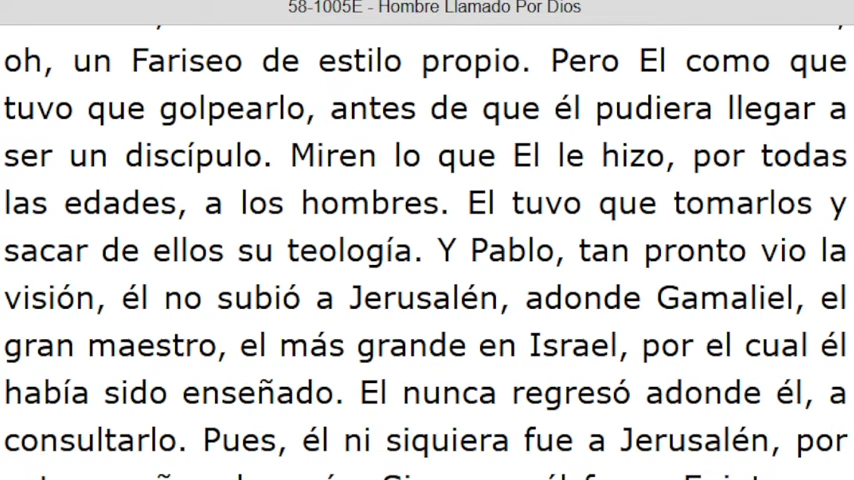 58-1005E - Hombre Llamado Por Dios
oh, un Fariseo de estilo propio. Pero El como que
tuvo que golpearlo, antes de que él pudiera llegar a
ser un discípulo. Miren lo que El le hizo, por todas
las edades, a los hombres. El tuvo que tomarlos y
sacar de ellos su teología. Y Pablo, tan pronto vio la
visión, él no subió a Jerusalén, adonde Gamaliel, el
gran maestro, el más grande en Israel, por el cual él
había sido enseñado. El nunca regresó adonde él, a
consultarlo. Pues, él ni siquiera fue a Jerusalén, por